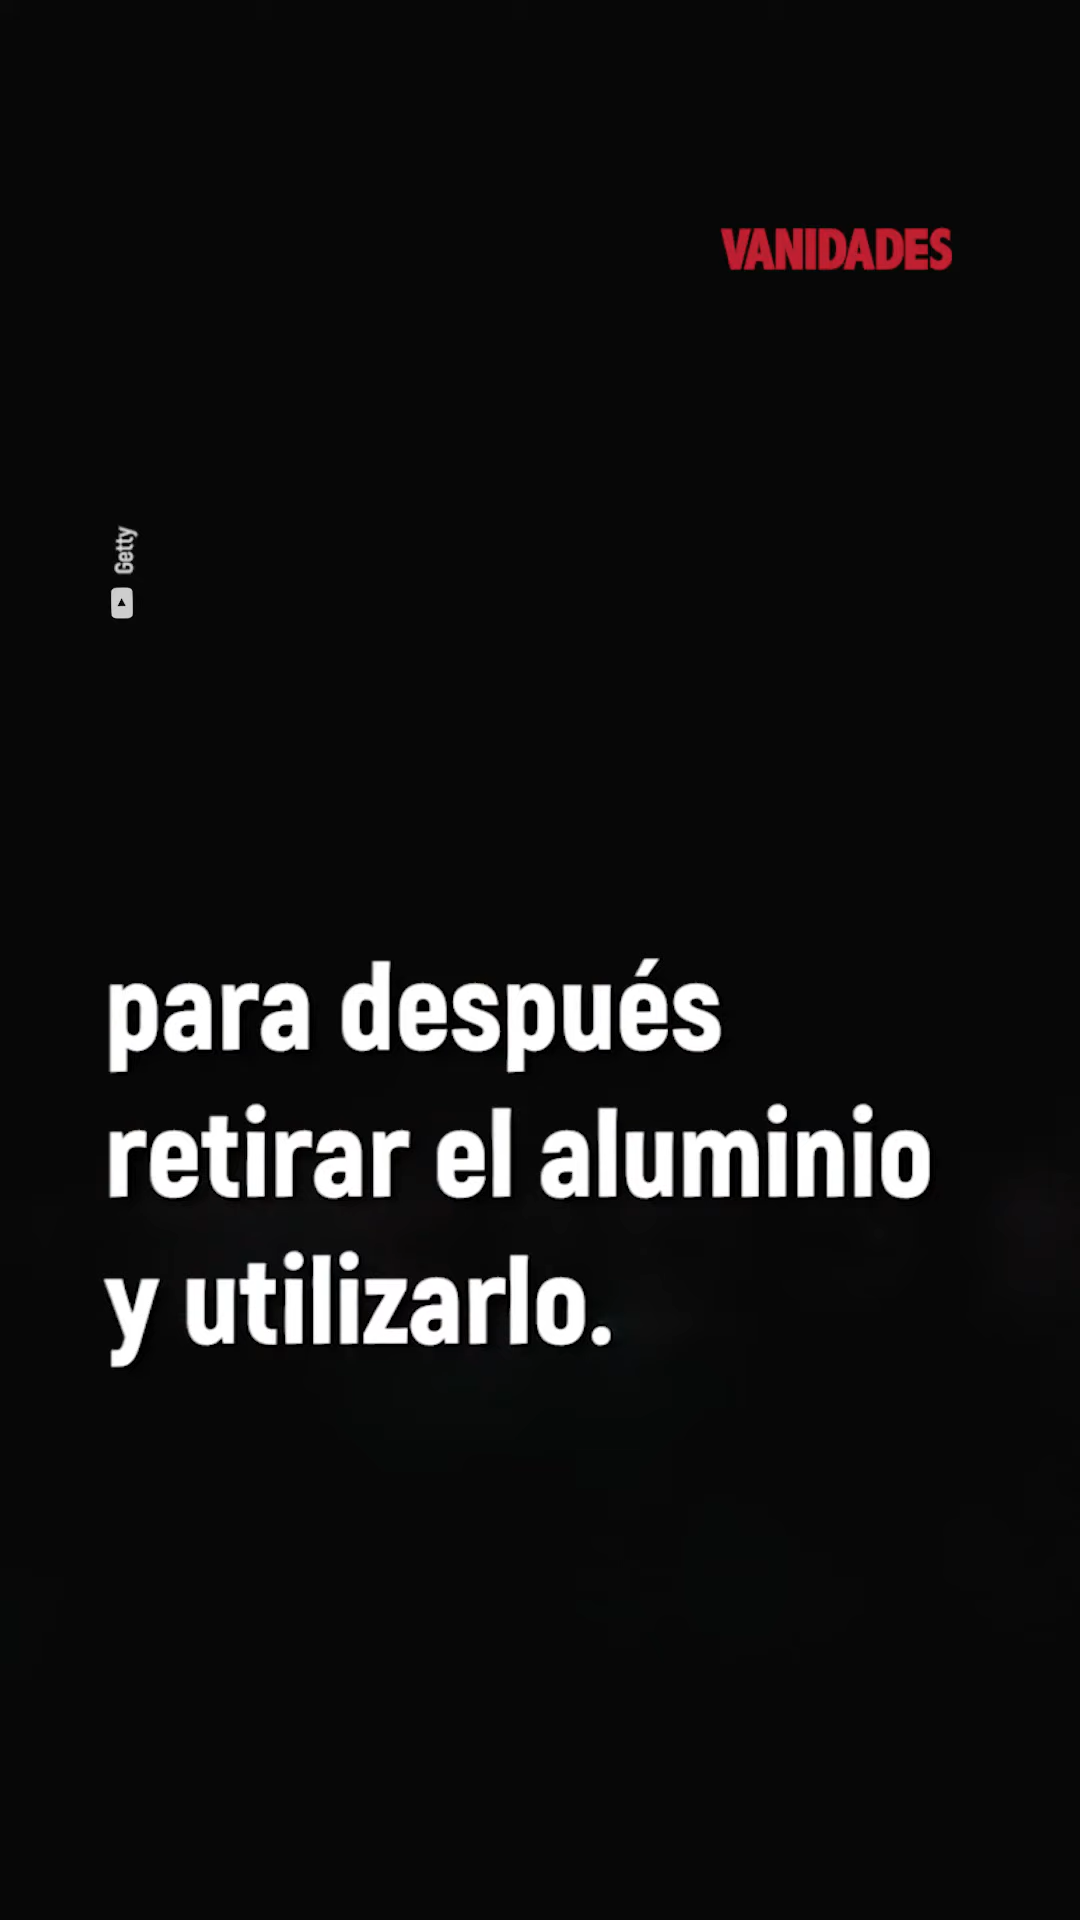 VANIDADES
Getty
para después
retirar el aluminio
y utilizarlo.